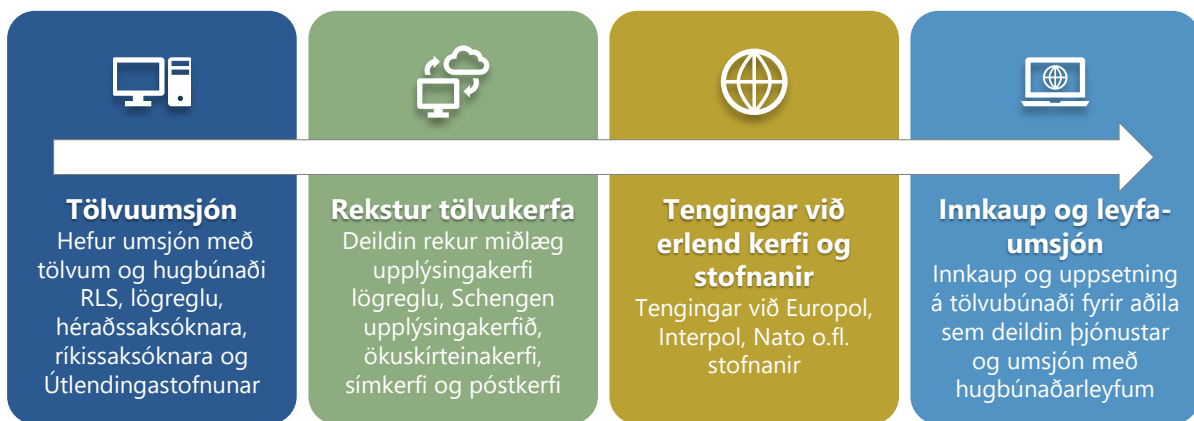 Tölvuumsjón
Hefur umsjón með
tölvum og hugbúnaði
RLS, lögreglu,
héraðssaksóknara,
ríkissaksóknara og
Útlendingastofnunar
Rekstur tölvukerfa
Deildin rekur miðlæg
upplýsingakerfi
lögreglu, Schengen
upplýsingakerfið,
ökuskírteinakerfi,
símkerfi og póstkerfi
Tengingar við
erlend kerfi og
stofnanir
Tengingar við Europol,
Interpol, Nato o.fl.
stofnanir
Innkaup og leyfa-
umsjón
Innkaup og uppsetning
á tölvubúnaði fyrir aðila
sem deildin þjónustar
og umsjón með
hugbúnaðarleyfum